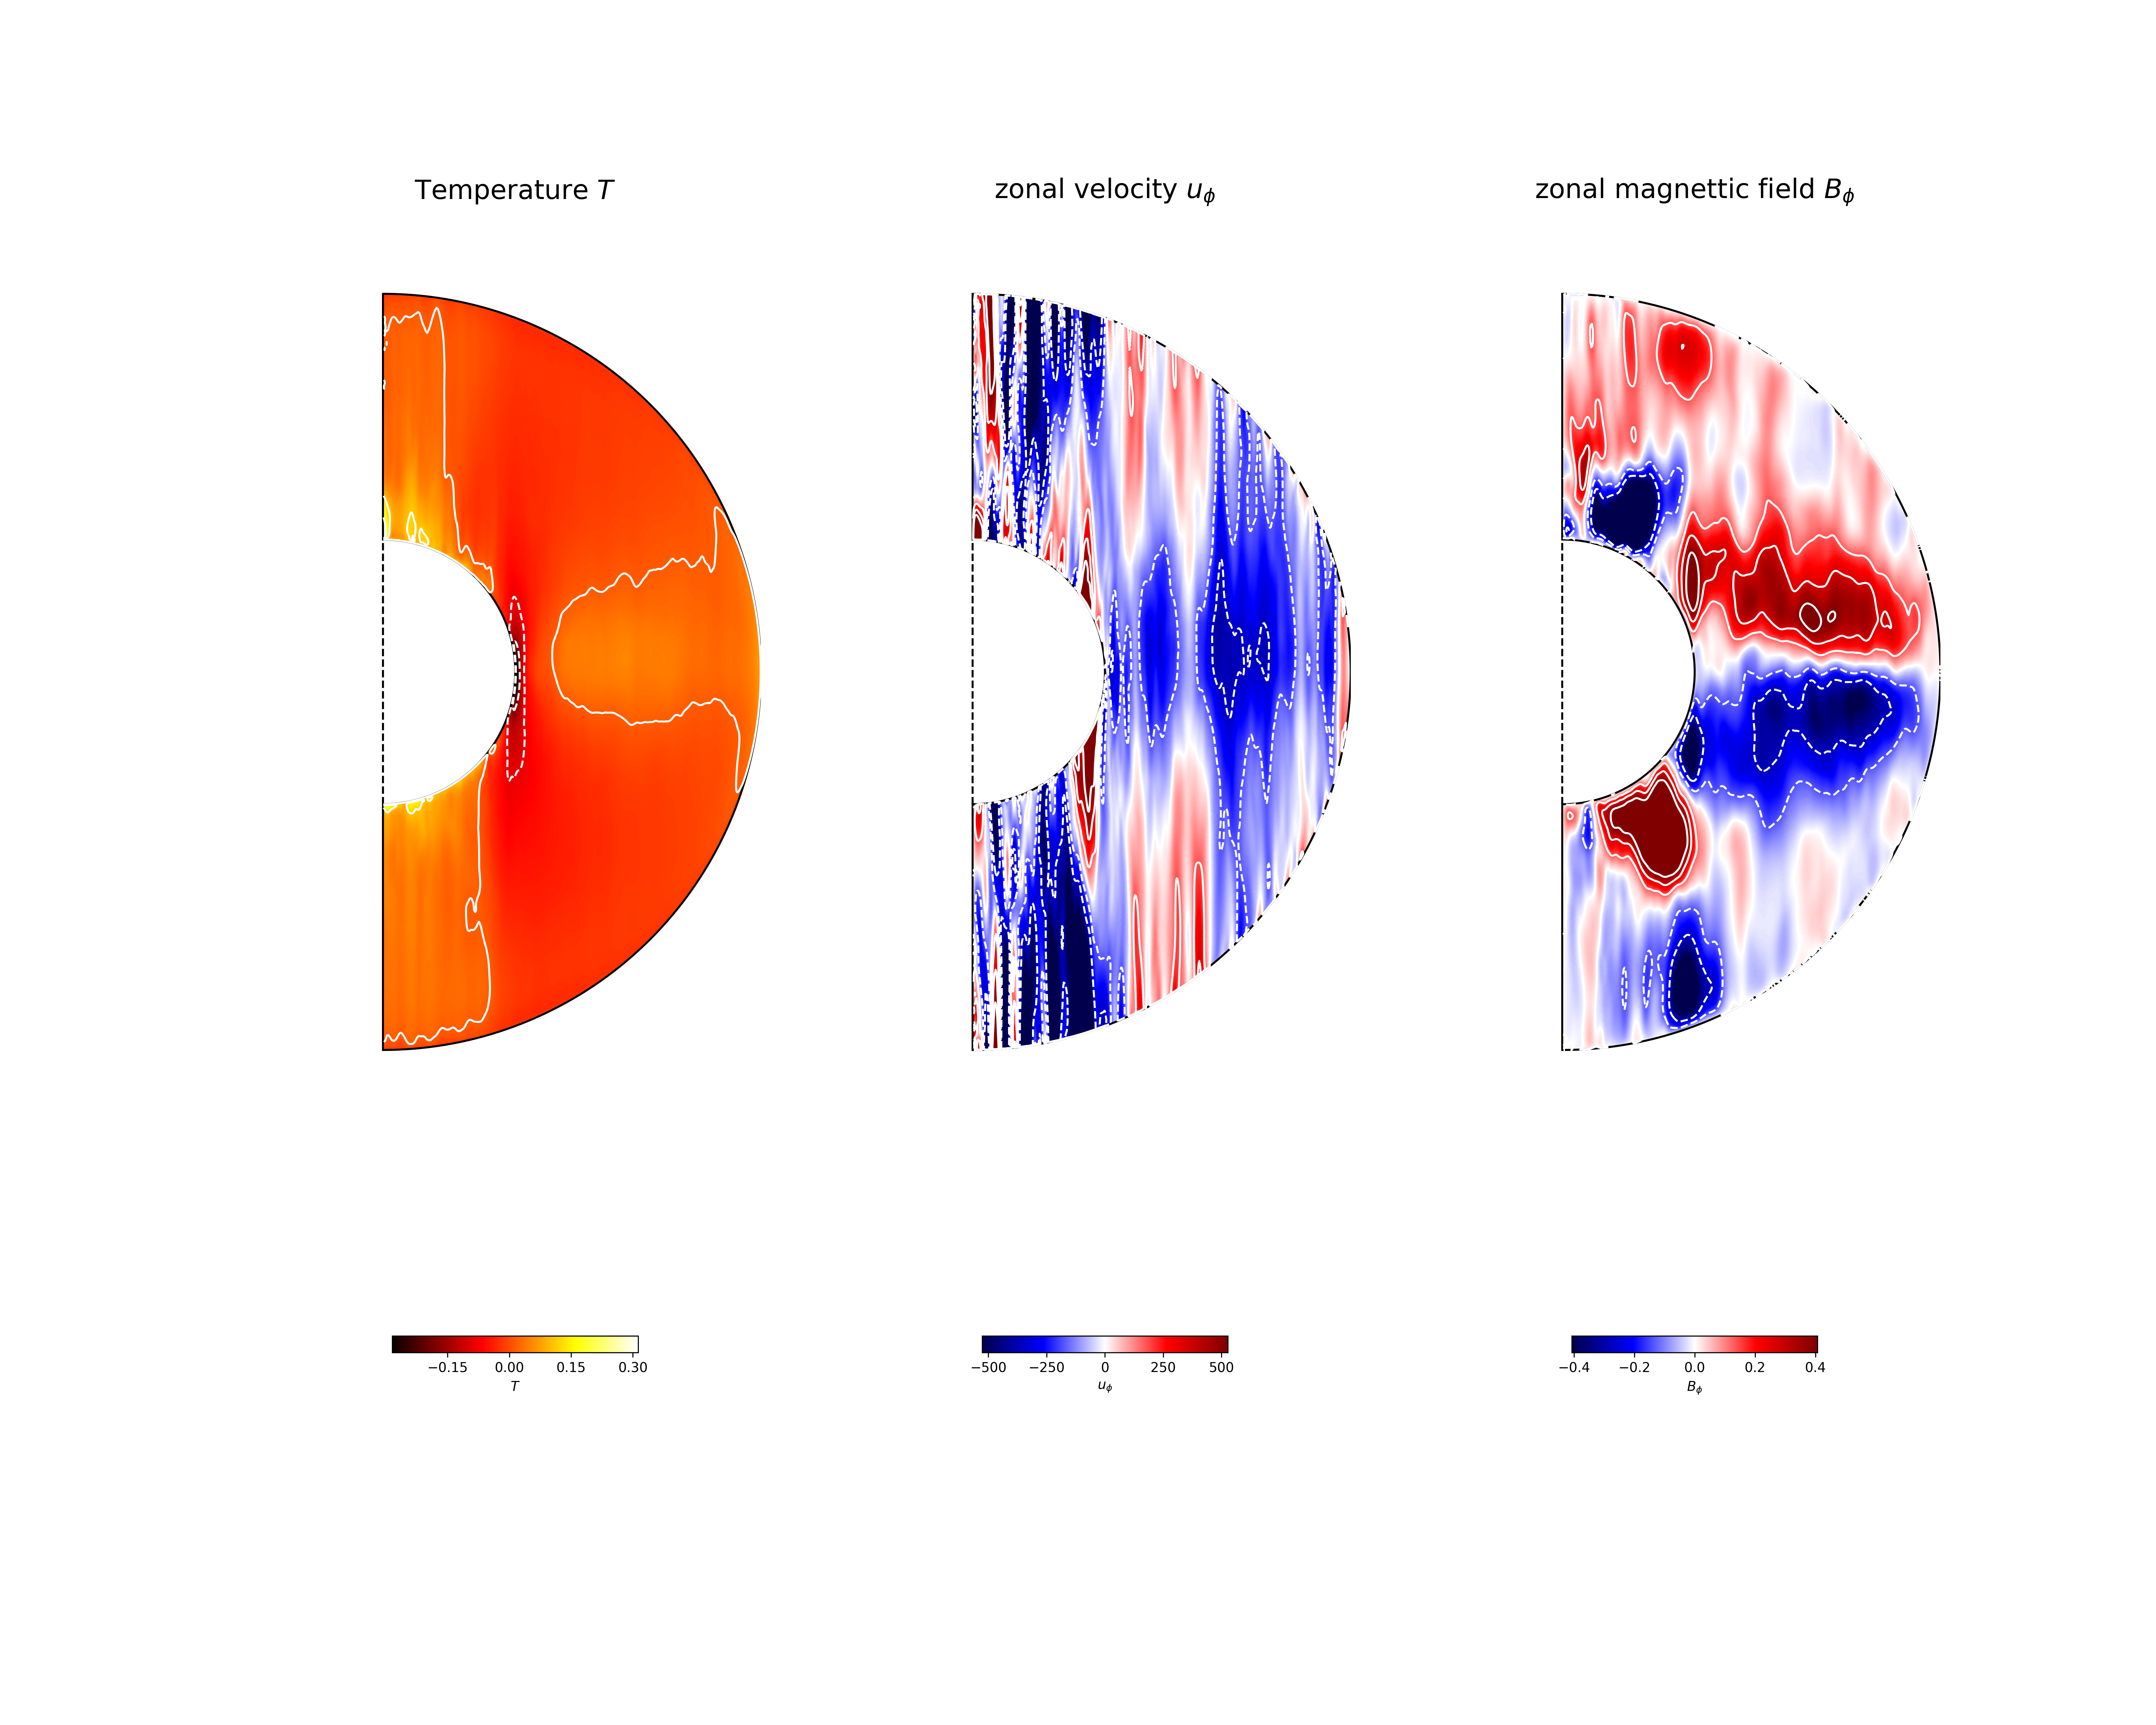 Temperature T
zonal velocity uϕ
zonal magnettic field Bϕ
−0.15 0.00 0.15 0.30
T
−500 −250 0 250 500
uϕ
−0.4 −0.2 0.0 0.2 0.4
Bϕ